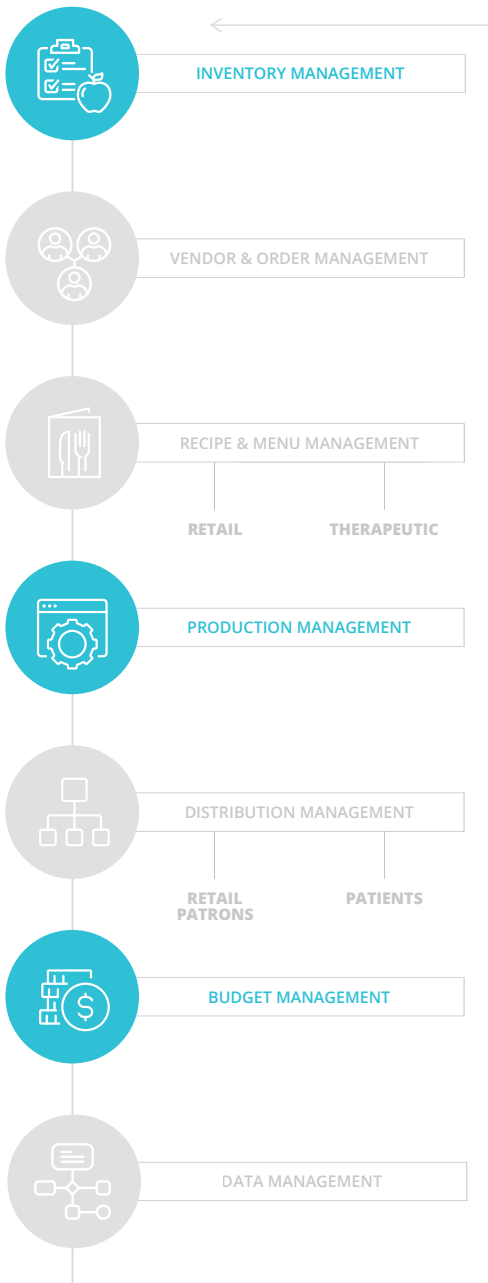 INVENTORY MANAGEMENT
VENDOR & ORDER MANAGEMENT
RECIPE & MENU MANAGEMENT
RETAIL
THERAPEUTIC
PRODUCTION MANAGEMENT
DISTRIBUTION MANAGEMENT
RETAIL
PATRONS
PATIENTS
$
BUDGET MANAGEMENT
DATA MANAGEMENT